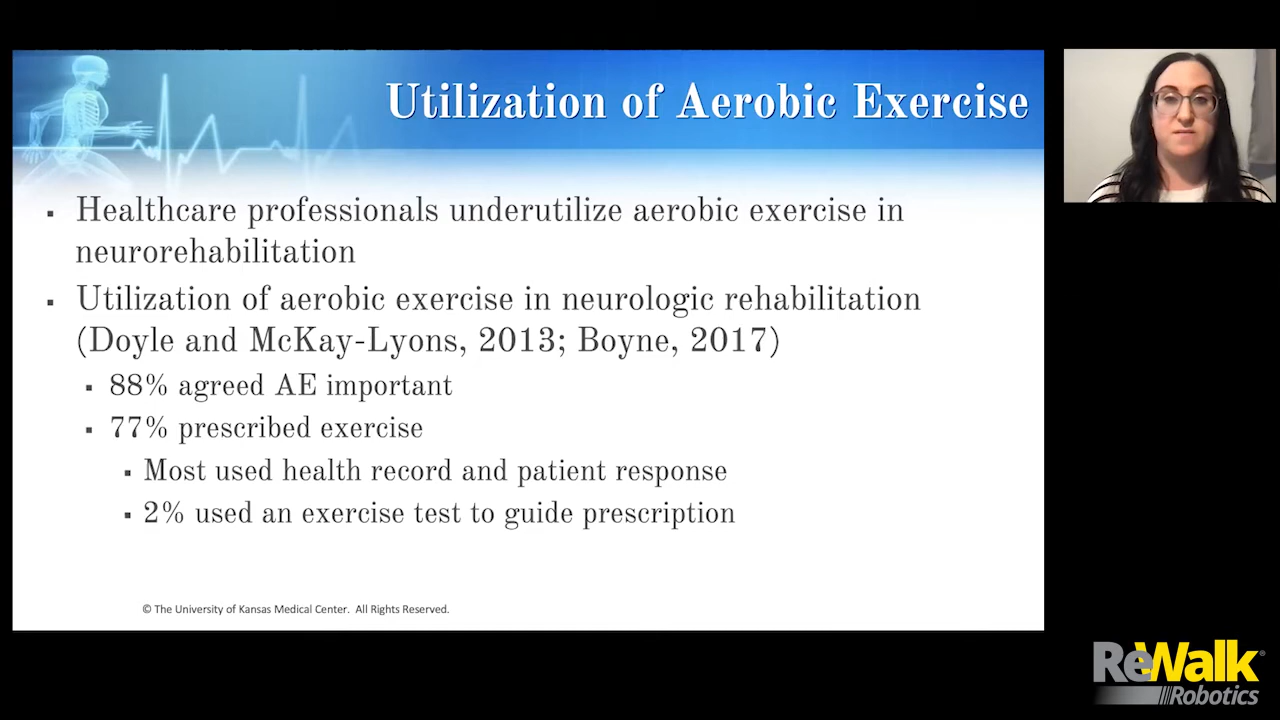 Utilization of Aerobic Exercise
▪ Healthcare professionals underutilize aerobic exercise in
neurorehabilitation
▪ Utilization of aerobic exercise in neurologic rehabilitation
(Doyle and McKay-Lyons, 2013; Boyne, 2017)
▪ 88% agreed AE important
▪ 77% prescribed exercise
▪ Most used health record and patient response
▪ 2% used an exercise test to guide prescription
© The University of Kansas Medical Center. All Rights Reserved.
ReWalk®
Robotics